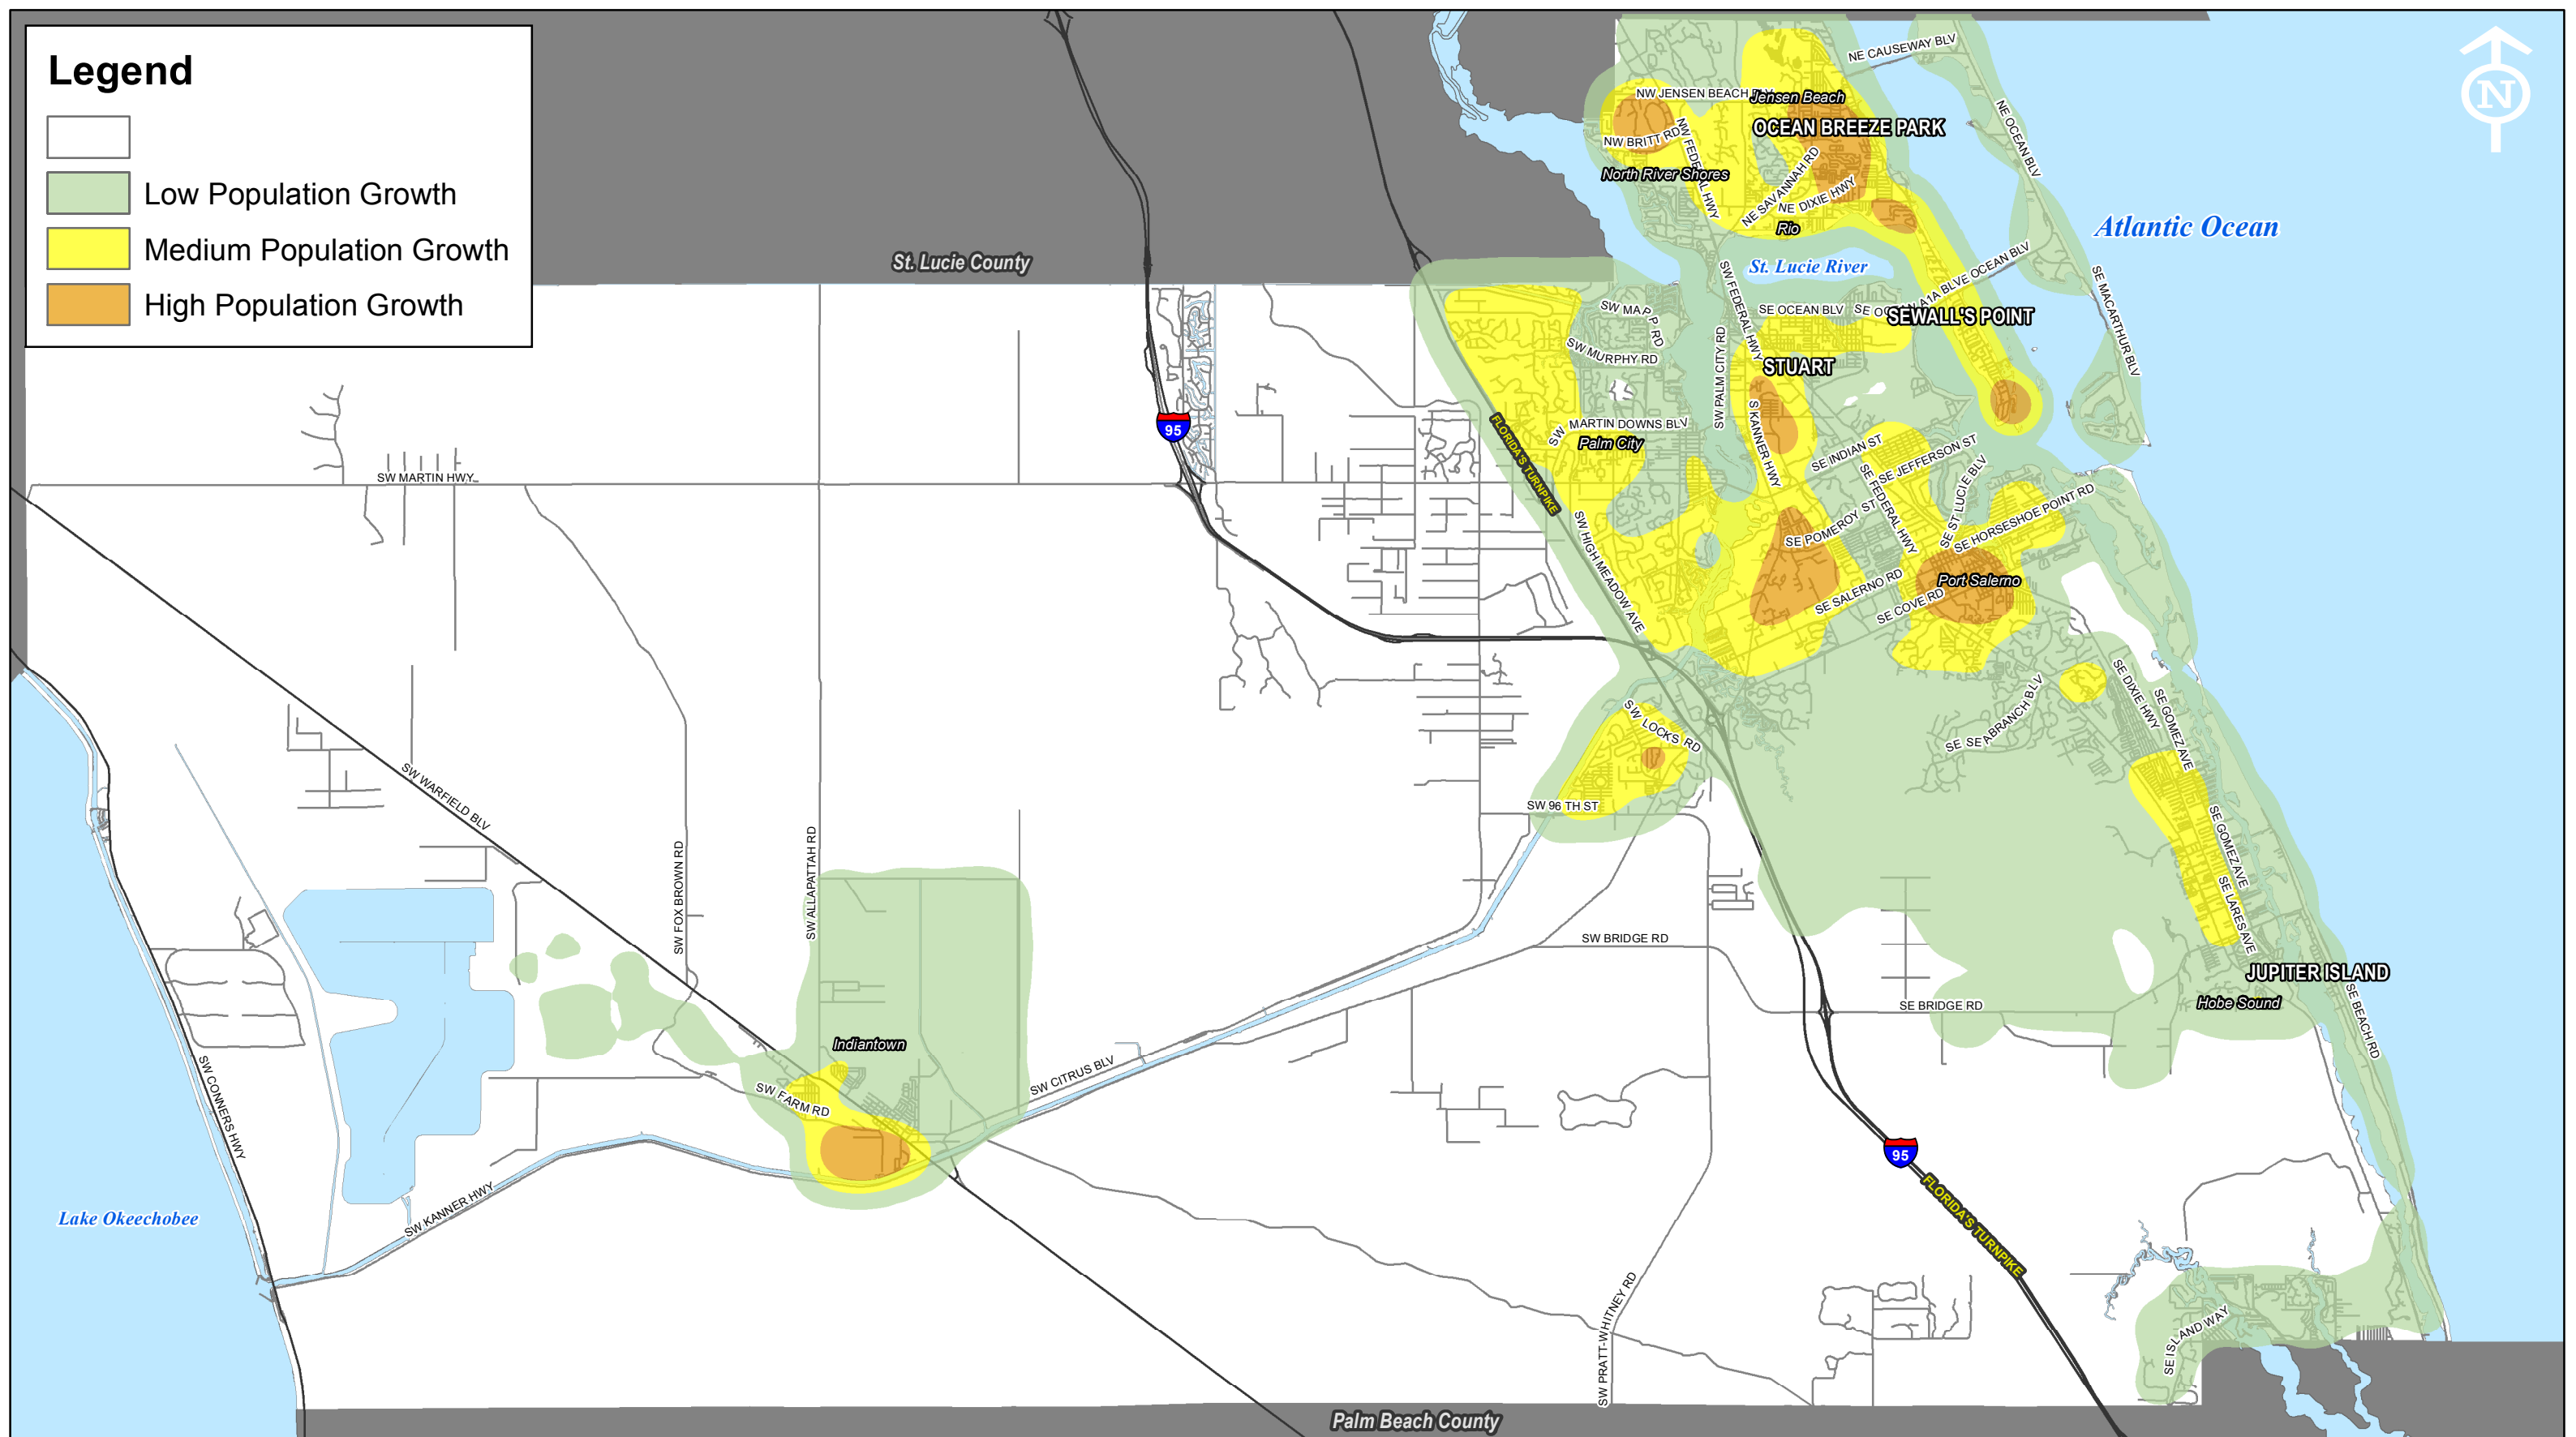 Legend
Low Population Growth
Medium Population Growth
High Population Growth
N
NE CAUSEWAY BLV
NW JENSEN BEACH
Jensen Beach
OCEAN BREEZE PARK
NE OCEAN BLV
NW BRITT RD
NW FEDERAL HWY
North River Shores
NE SAVANNAH RD
NE DIXIE HWY
Rio
Atlantic Ocean
St. Lucie County
St. Lucie River
SW FEDERAL HWY
SE MACARTHUR BLV
SW MAPP RD
SE OCEAN BLV
SEWALL'S POINT
SW MURPHY RD
SW PALM CITY RD
STUART
95
S KANNER HWY
FLORIDA'S TURNPIKE
SW MARTIN DOWNS BLV
Palm City
SE INDIAN ST
SE JEFFERSON ST
SW MARTIN HWY
SE FEDERAL HWY
SE ST LUCIE BLV
SE HORSESHOE POINT RD
SE POMEROY ST
SW HIGH MEADOW AVE
Port Salerno
SE SALERNO RD
SE COVE RD
SE DIXIE HWY
SE GOMEZ AVE
SE SEABRANCH BLV
SW LOCKS RD
SW WARFIELD BLV
SW 96 TH ST
SE GOMEZ AVE
SW FOX BROWN RD
SW ALLAPATTAH RD
SE LARES AVE
SW BRIDGE RD
JUPITER ISLAND
SE BRIDGE RD
Hobe Sound
SE BEACH RD
Indiantown
SW CITRUS BLV
SW FARM RD
SW CONNERS HWY
95
FLORIDA'S TURNPIKE
SW KANNER HWY
Lake Okeechobee
SW PRATT-WHITNEY RD
SE ISLAND WAY
Palm Beach County